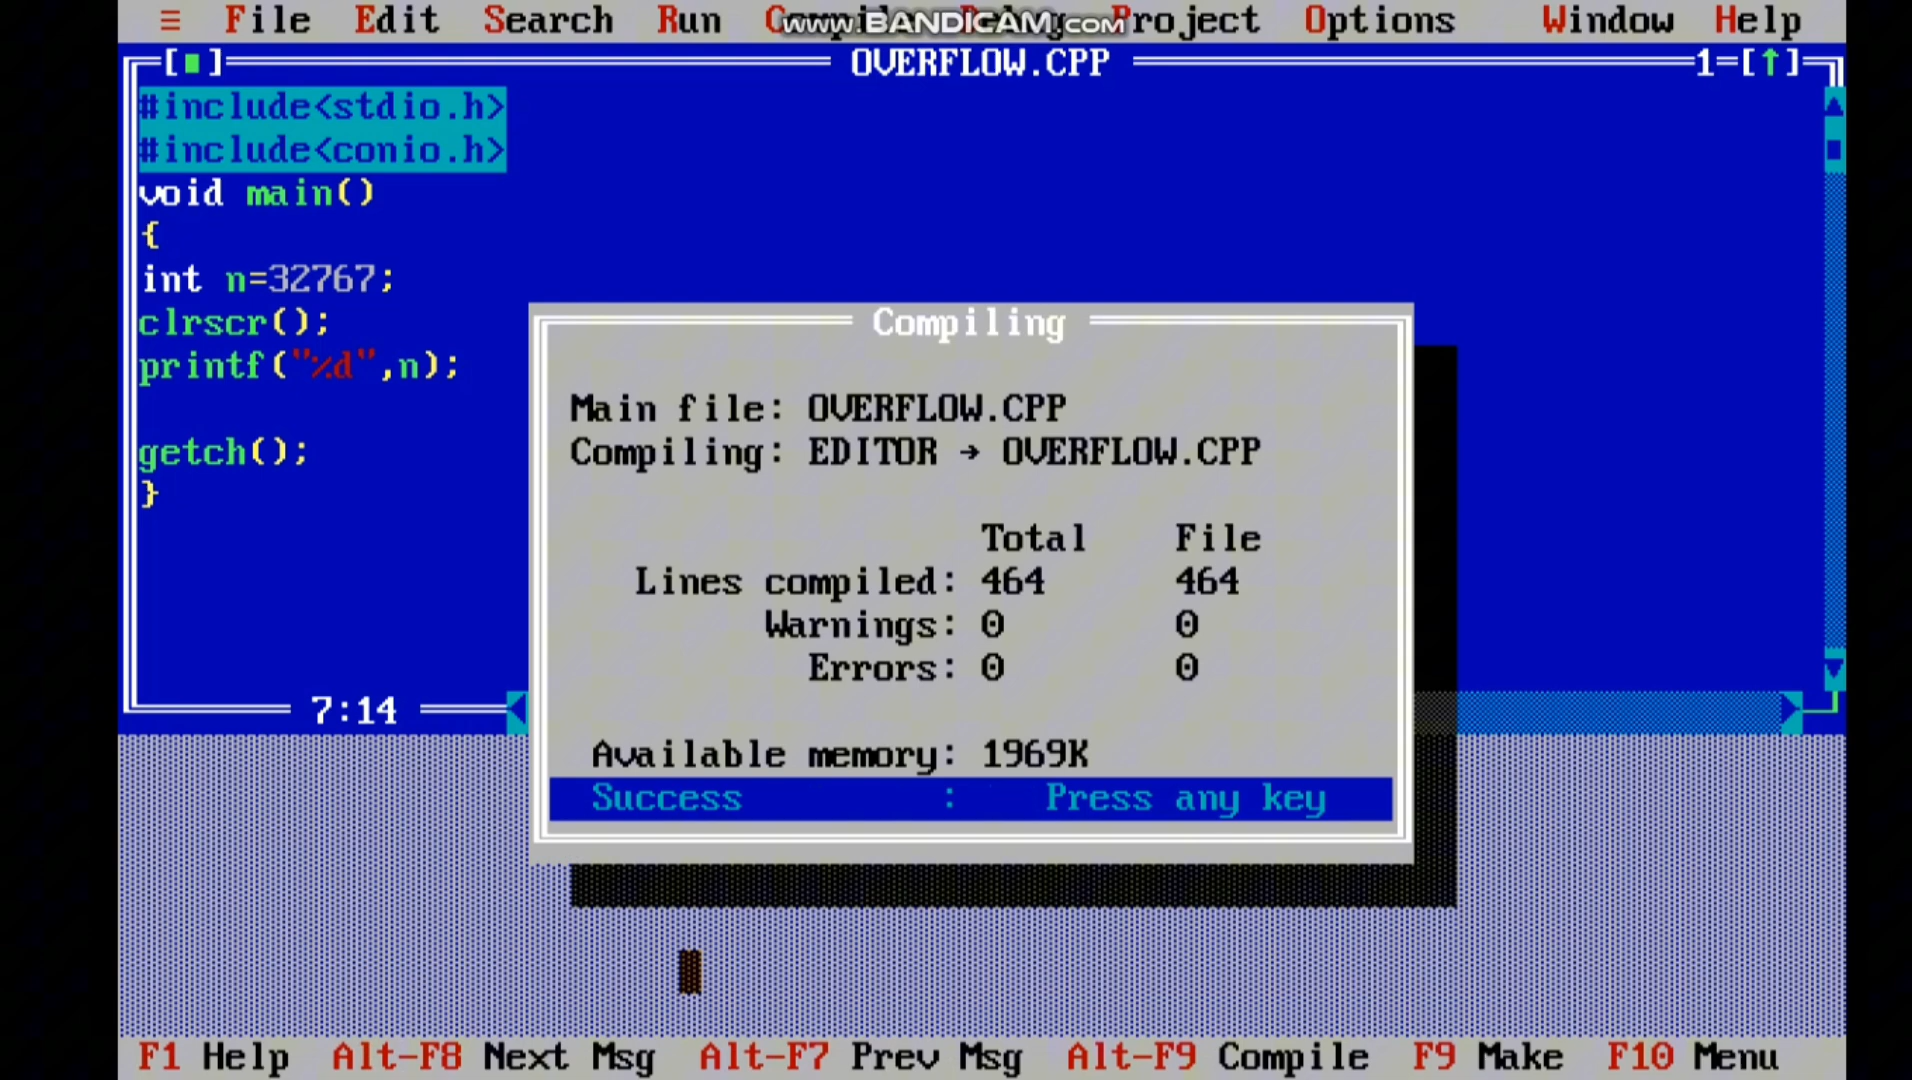 ≡ File Edit Search Run Project Options Window Help
www.BANDICAM.com
[■] OVERFLOW.CPP 1=[↑]
#include<stdio.h>
#include<conio.h>
void main()
{
int n=32767;
clrscr();
printf("%d",n);
getch();
}
7:14
Compiling
Main file: OVERFLOW.CPP
Compiling: EDITOR → OVERFLOW.CPP
Total File
Lines compiled: 464 464
Warnings: 0 0
Errors: 0 0
Available memory: 1969K
Success : Press any key
F1 Help Alt-F8 Next Msg Alt-F7 Prev Msg Alt-F9 Compile F9 Make F10 Menu